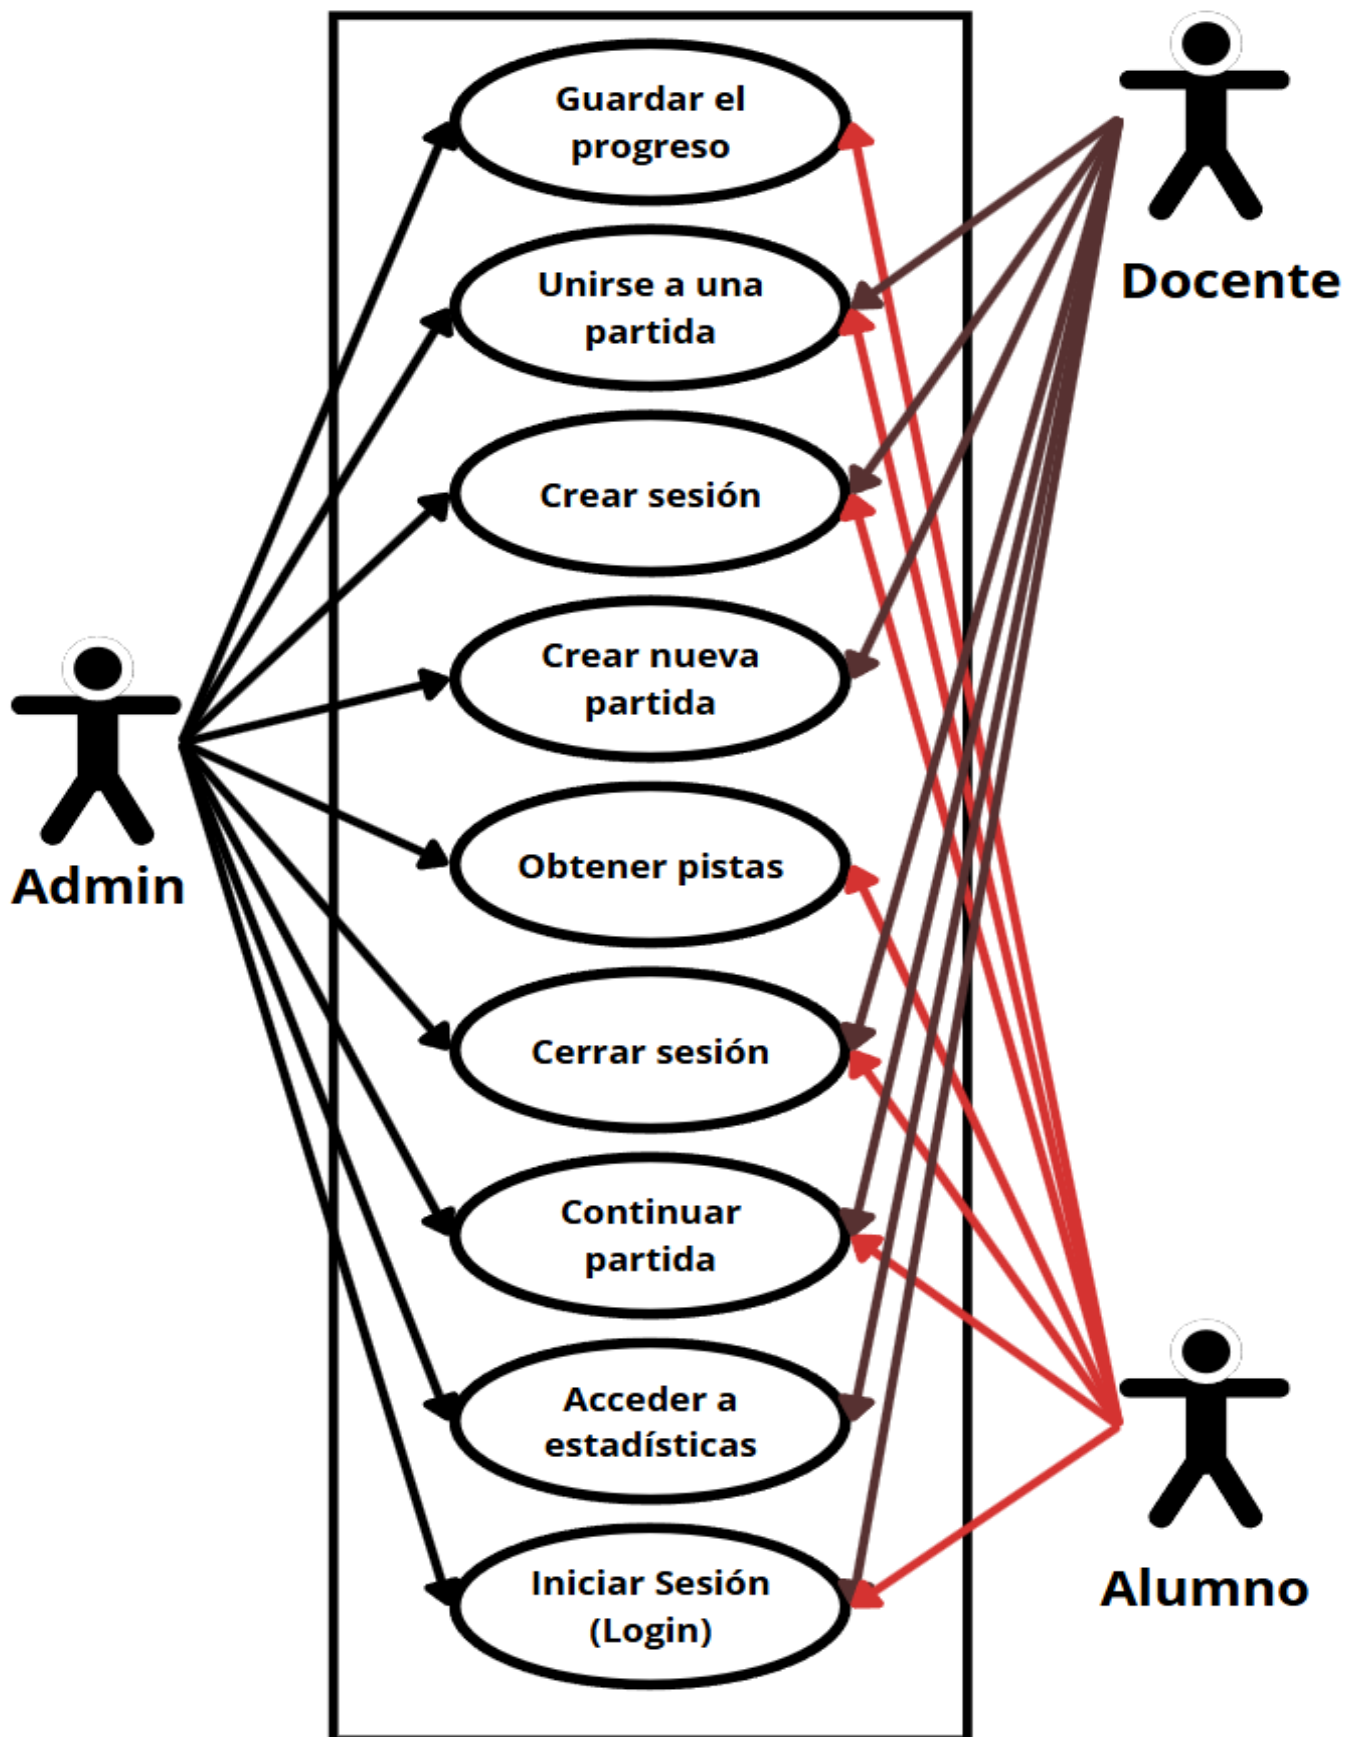 Guardar el
progreso
Docente
Unirse a una
partida
Crear sesión
Crear nueva
partida
Admin
Obtener pistas
Cerrar sesión
Continuar
partida
Acceder a
estadísticas
Iniciar Sesión
(Login)
Alumno